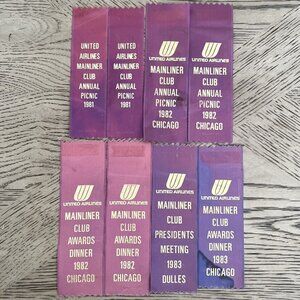 UNITED
AIRLINES
MAINLINER
CLUB
ANNUAL
PICNIC
1981
UNITED
AIRLINES
MAINLINER
CLUB
ANNUAL
PICNIC
1981
UNITED AIRLINES
MAINLINER
CLUB
ANNUAL
PICNIC
1982
CHICAGO
UNITED AIRLINES
MAINLINER
CLUB
ANNUAL
PICNIC
1982
CHICAGO
UNITED AIRLINES
MAINLINER
CLUB
AWARDS
DINNER
1982
CHICAGO
UNITED AIRLINES
MAINLINER
CLUB
AWARDS
DINNER
1982
CHICAGO
UNITED AIRLINES
MAINLINER
CLUB
PRESIDENTS
MEETING
1983
DULLES
UNITED AIRLINES
MAINLINER
CLUB
AWARDS
DINNER
1983
CHICAGO